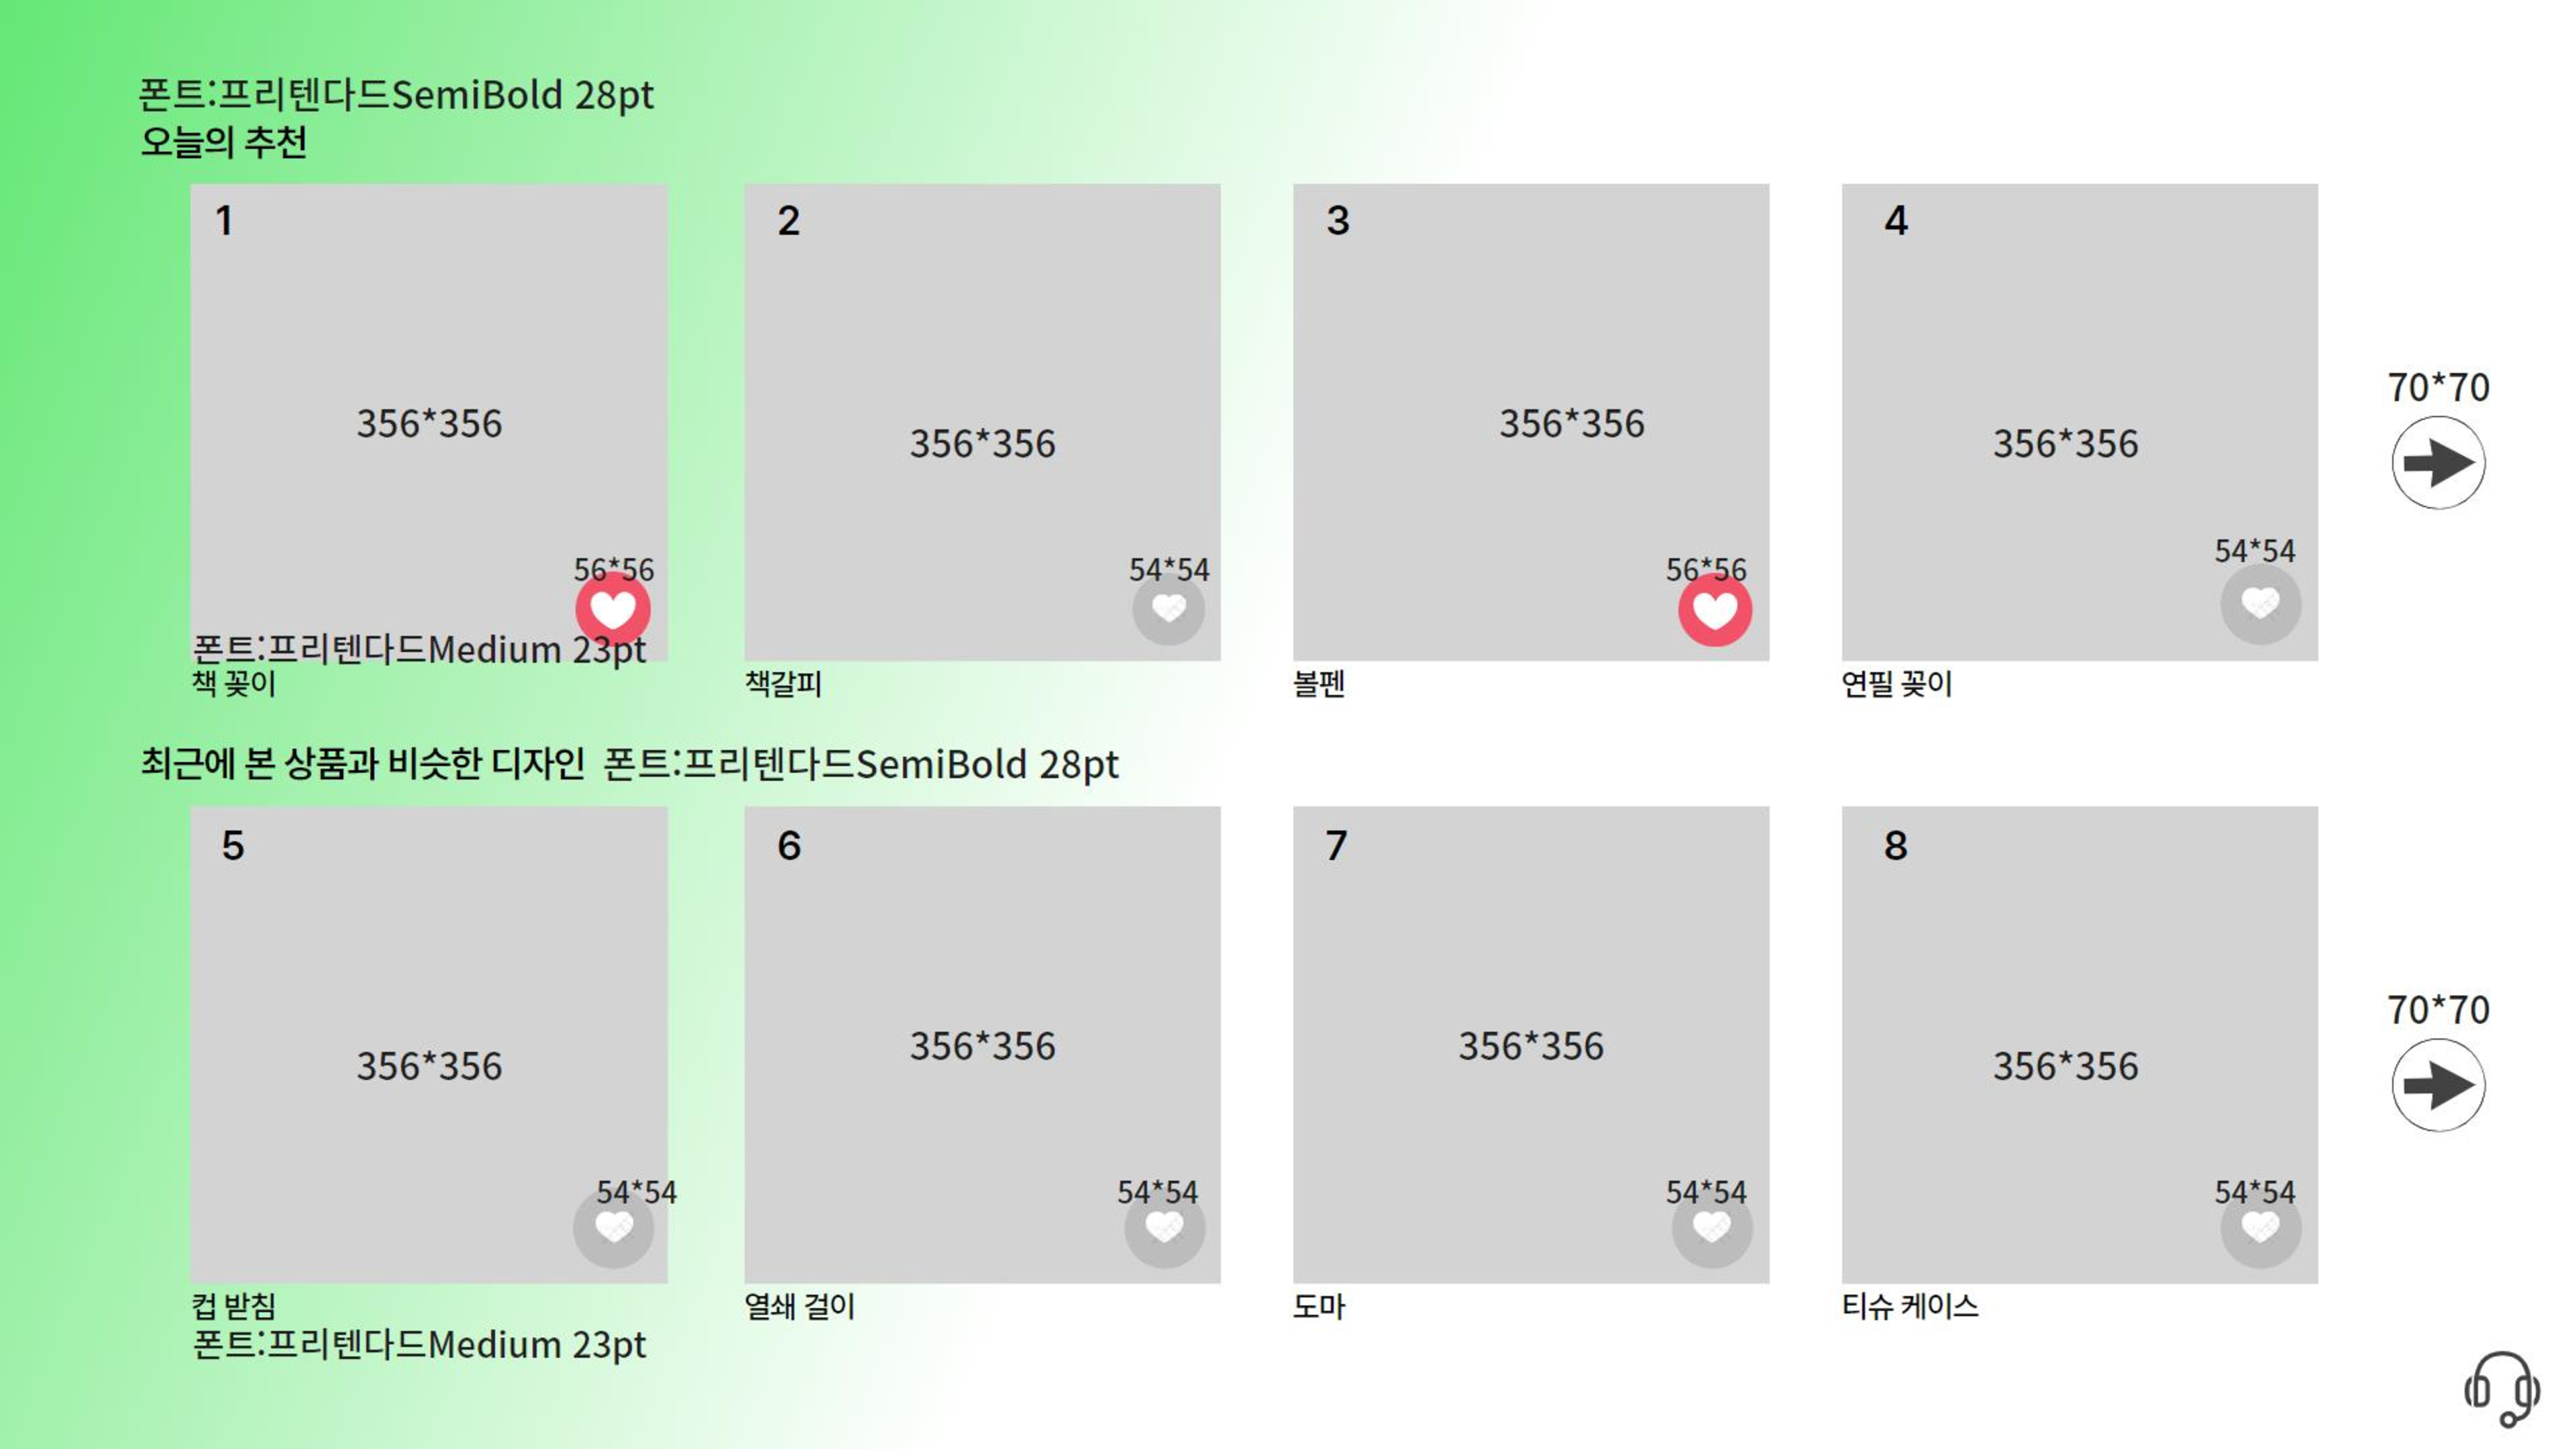 폰트:프리텐다드SemiBold 28pt
오늘의 추천
1
2
3
4
356*356
356*356
356*356
356*356
70*70
56*56
54*54
56*56
54*54
폰트:프리텐다드Medium 23pt
책 꽂이
책갈피
볼펜
연필 꽂이
최근에 본 상품과 비슷한 디자인 폰트:프리텐다드SemiBold 28pt
5
6
7
8
356*356
356*356
356*356
356*356
70*70
54*54
54*54
54*54
54*54
컵 받침
열쇄 걸이
도마
티슈 케이스
폰트:프리텐다드Medium 23pt